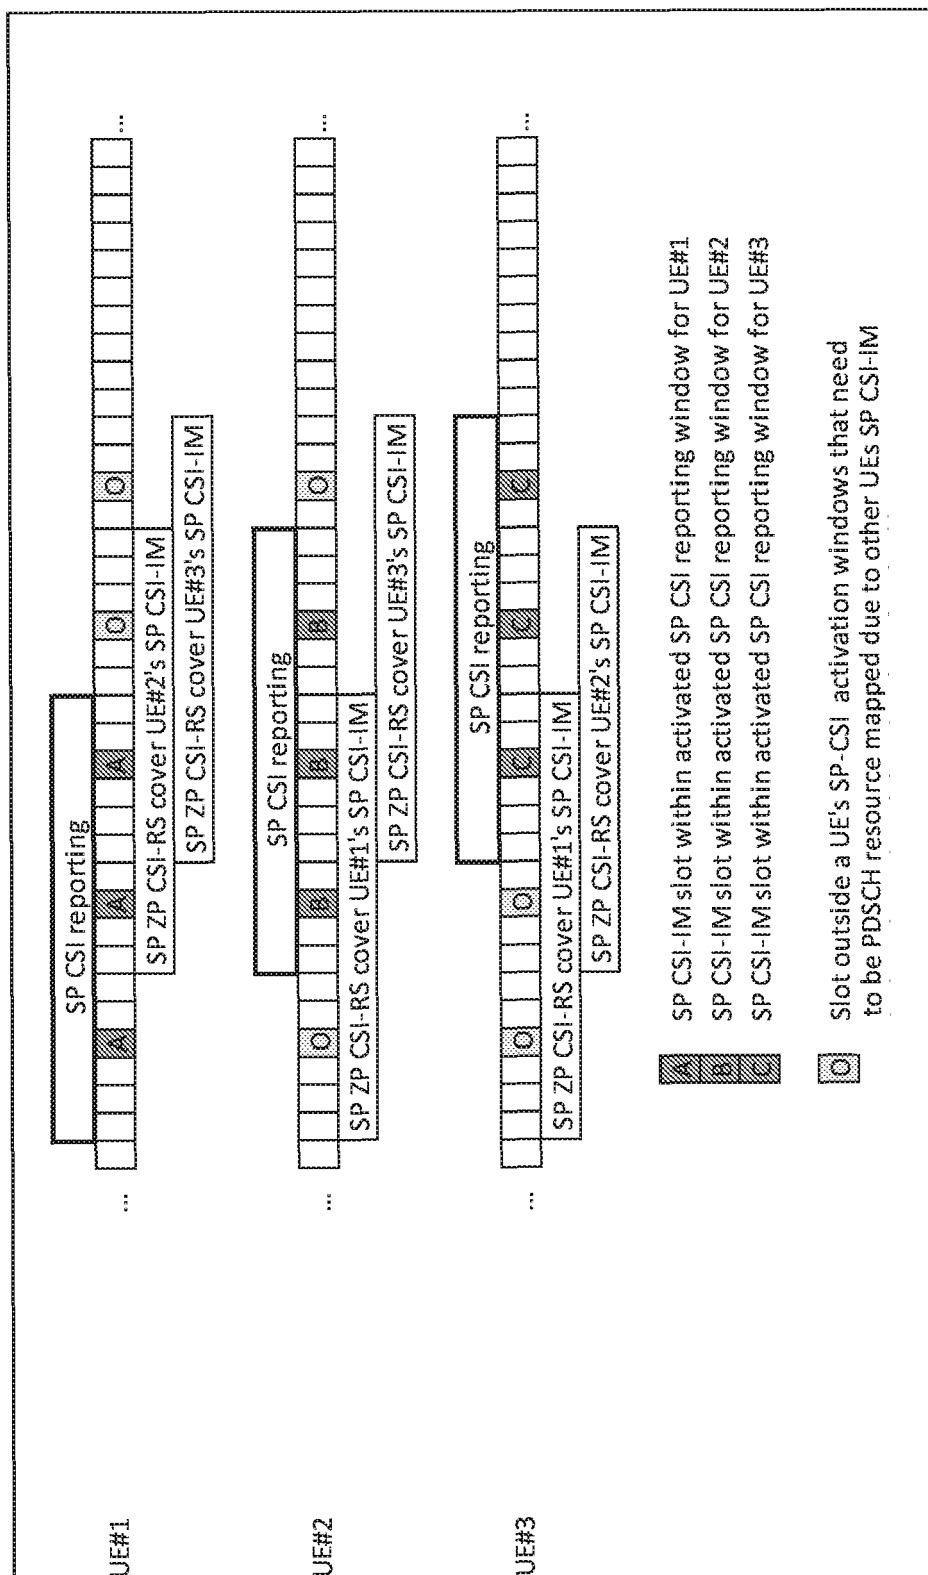 UE#1
SP CSI reporting
... A A A O O ...
SP ZP CSI-RS cover UE#2's SP CSI-IM
SP ZP CSI-RS cover UE#3's SP CSI-IM
UE#2
SP CSI reporting
... O B B B O ...
SP ZP CSI-RS cover UE#1's SP CSI-IM
SP ZP CSI-RS cover UE#3's SP CSI-IM
UE#3
SP CSI reporting
... O O C C C ...
SP ZP CSI-RS cover UE#1's SP CSI-IM
SP ZP CSI-RS cover UE#2's SP CSI-IM
A SP CSI-IM slot within activated SP CSI reporting window for UE#1
B SP CSI-IM slot within activated SP CSI reporting window for UE#2
C SP CSI-IM slot within activated SP CSI reporting window for UE#3
O Slot outside a UE's SP-CSI activation windows that need
to be PDSCH resource mapped due to other UEs SP CSI-IM